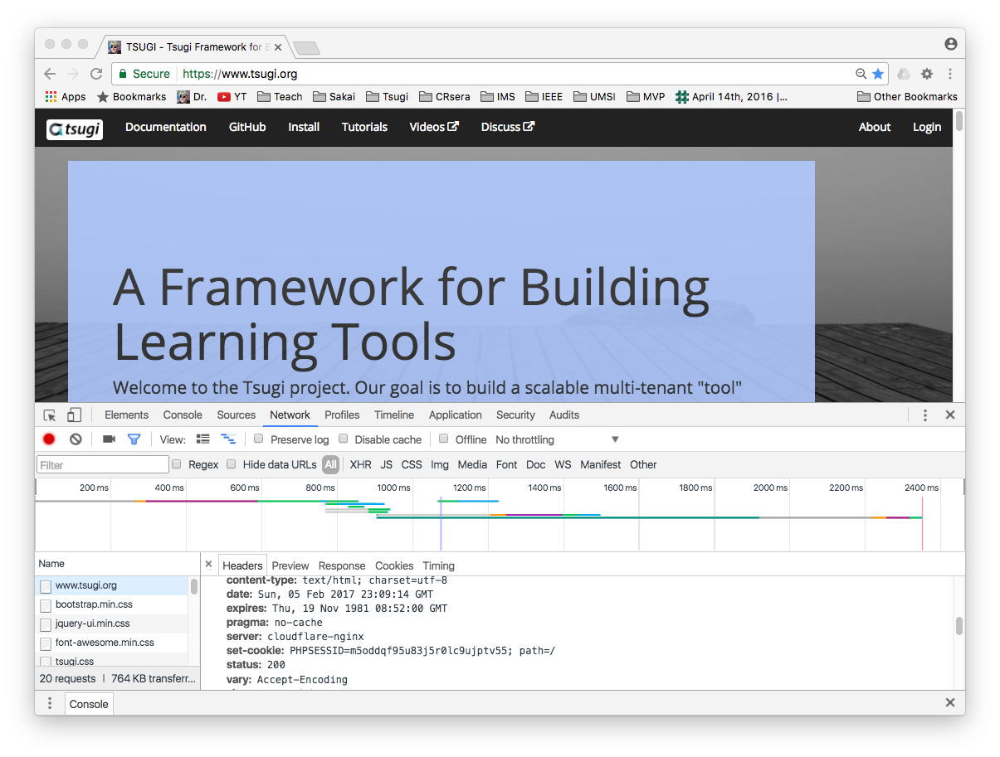 TSUGI - Tsugi Framework for
Secure https://www.tsugi.org
Apps Bookmarks Dr. YT Teach Sakai Tsugi CRsera IMS IEEE UMSI MVP April 14th, 2016 |... Other Bookmarks
tsugi Documentation GitHub Install Tutorials Videos Discuss About Login
A Framework for Building
Learning Tools
Welcome to the Tsugi project. Our goal is to build a scalable multi-tenant "tool"
Elements Console Sources Network Profiles Timeline Application Security Audits
View: Preserve log Disable cache Offline No throttling
Filter Regex Hide data URLs All XHR JS CSS Img Media Font Doc WS Manifest Other
200 ms 400 ms 600 ms 800 ms 1000 ms 1200 ms 1400 ms 1600 ms 1800 ms 2000 ms 2200 ms 2400 ms
Name
www.tsugi.org
bootstrap.min.css
jquery-ui.min.css
font-awesome.min.css
tsugi.css
20 requests | 764 KB transferr...
Headers Preview Response Cookies Timing
content-type: text/html; charset=utf-8
date: Sun, 05 Feb 2017 23:09:14 GMT
expires: Thu, 19 Nov 1981 08:52:00 GMT
pragma: no-cache
server: cloudflare-nginx
set-cookie: PHPSESSID=m5oddqf95u83j5r0lc9ujptv55; path=/
status: 200
vary: Accept-Encoding
Console